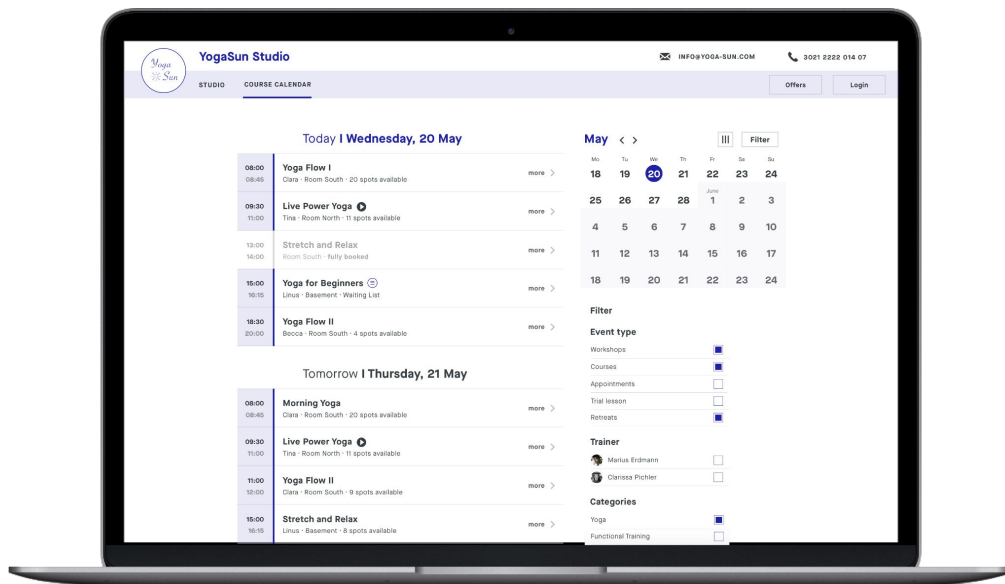 Yoga
Sun
YogaSun Studio
INFO@YOGA-SUN.COM
3021 2222 014 07
STUDIO
COURSE CALENDAR
Offers
Login
Today | Wednesday, 20 May
08:00
08:45
Yoga Flow I
Clara · Room South · 20 spots available
more
09:30
11:00
Live Power Yoga
Tina · Room North · 11 spots available
more
13:00
14:00
Stretch and Relax
Room South · fully booked
more
15:00
16:15
Yoga for Beginners
Linus · Basement · Waiting List
more
18:30
20:00
Yoga Flow II
Becca · Room South · 4 spots available
more
Tomorrow | Thursday, 21 May
08:00
08:45
Morning Yoga
Clara · Room South · 20 spots available
more
09:30
11:00
Live Power Yoga
Tina · Room North · 11 spots available
more
11:00
12:00
Yoga Flow II
Clara · Room South · 9 spots available
more
15:00
16:15
Stretch and Relax
Linus · Basement · 8 spots available
more
May
Filter
Mo Tu We Th Fr Sa Su
18 19 20 21 22 23 24
June
25 26 27 28 1 2 3
4 5 6 7 8 9 10
11 12 13 14 15 16 17
18 19 20 21 22 23 24
Filter
Event type
Workshops
Courses
Appointments
Trial lesson
Retreats
Trainer
Marius Erdmann
Clarissa Pichler
Categories
Yoga
Functional Training